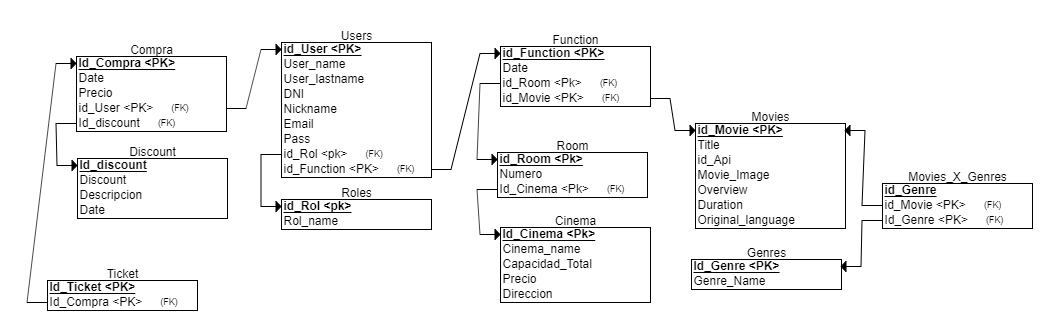 Compra
Id_Compra <PK>
Date
Precio
id_User <PK> (FK)
Id_discount (FK)
Discount
Id_discount
Discount
Descripcion
Date
Ticket
Id_Ticket <PK>
Id_Compra <PK> (FK)
Users
id_User <PK>
User_name
User_lastname
DNI
Nickname
Email
Pass
id_Rol <pk> (FK)
id_Function <PK> (FK)
Roles
id_Rol <pk>
Rol_name
Function
id_Function <PK>
Date
id_Room <Pk> (FK)
id_Movie <PK> (FK)
Room
id_Room <Pk>
Numero
Id_Cinema <Pk> (FK)
Cinema
Id_Cinema <Pk>
Cinema_name
Capacidad_Total
Precio
Direccion
Movies
id_Movie <PK>
Title
id_Api
Movie_Image
Overview
Duration
Original_language
Genres
Id_Genre <PK>
Genre_Name
Movies_X_Genres
id_Genre
id_Movie <PK> (FK)
Id_Genre <PK> (FK)